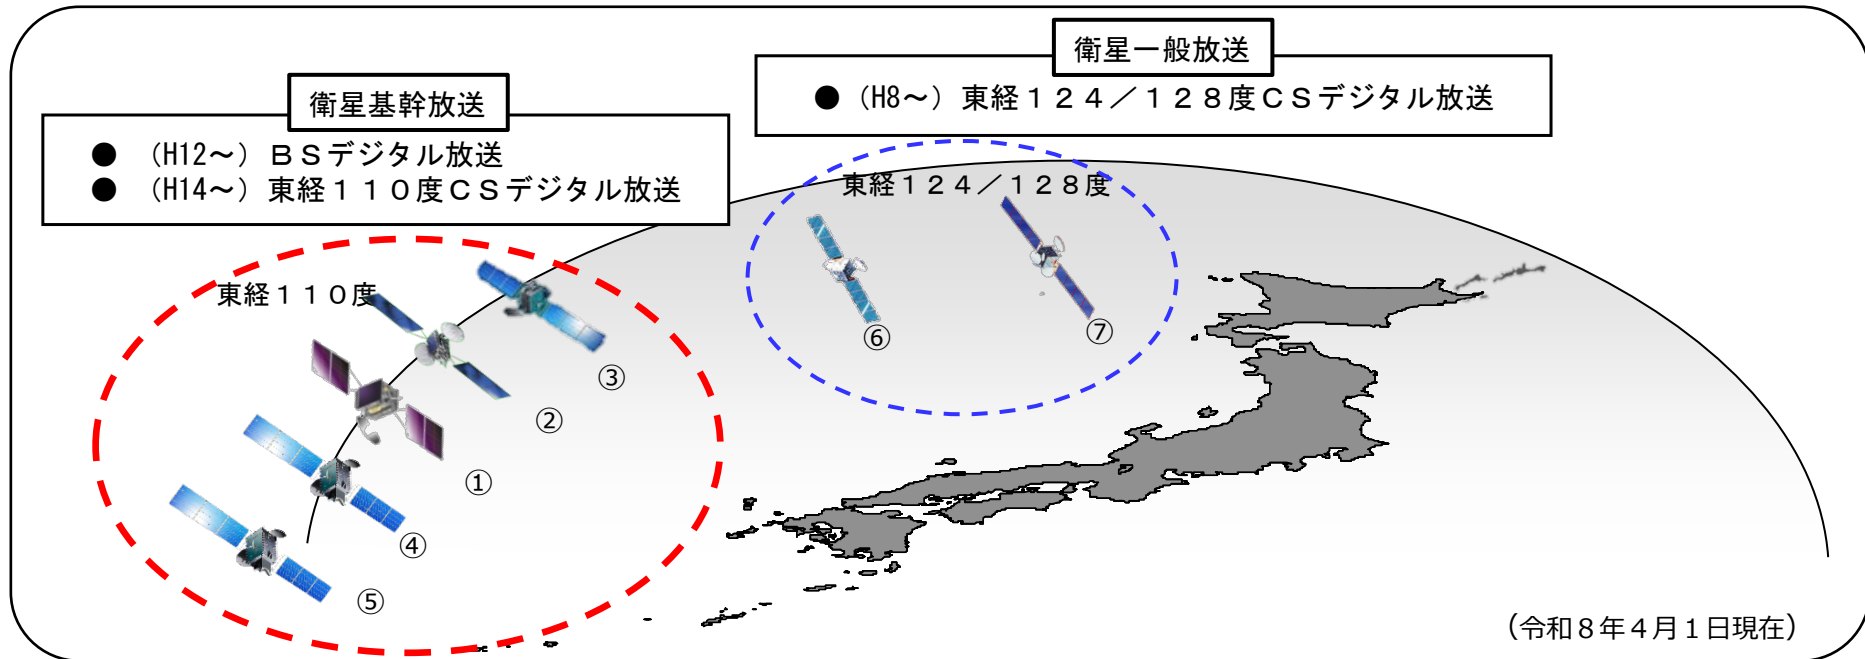 衛星一般放送
●（H8～）東経１２４／１２８度ＣＳデジタル放送
衛星基幹放送
●（H12～）ＢＳデジタル放送
●（H14～）東経１１０度ＣＳデジタル放送
東経１２４／１２８度
東経１１０度
⑥
⑦
③
②
①
④
⑤
（令和８年４月１日現在）